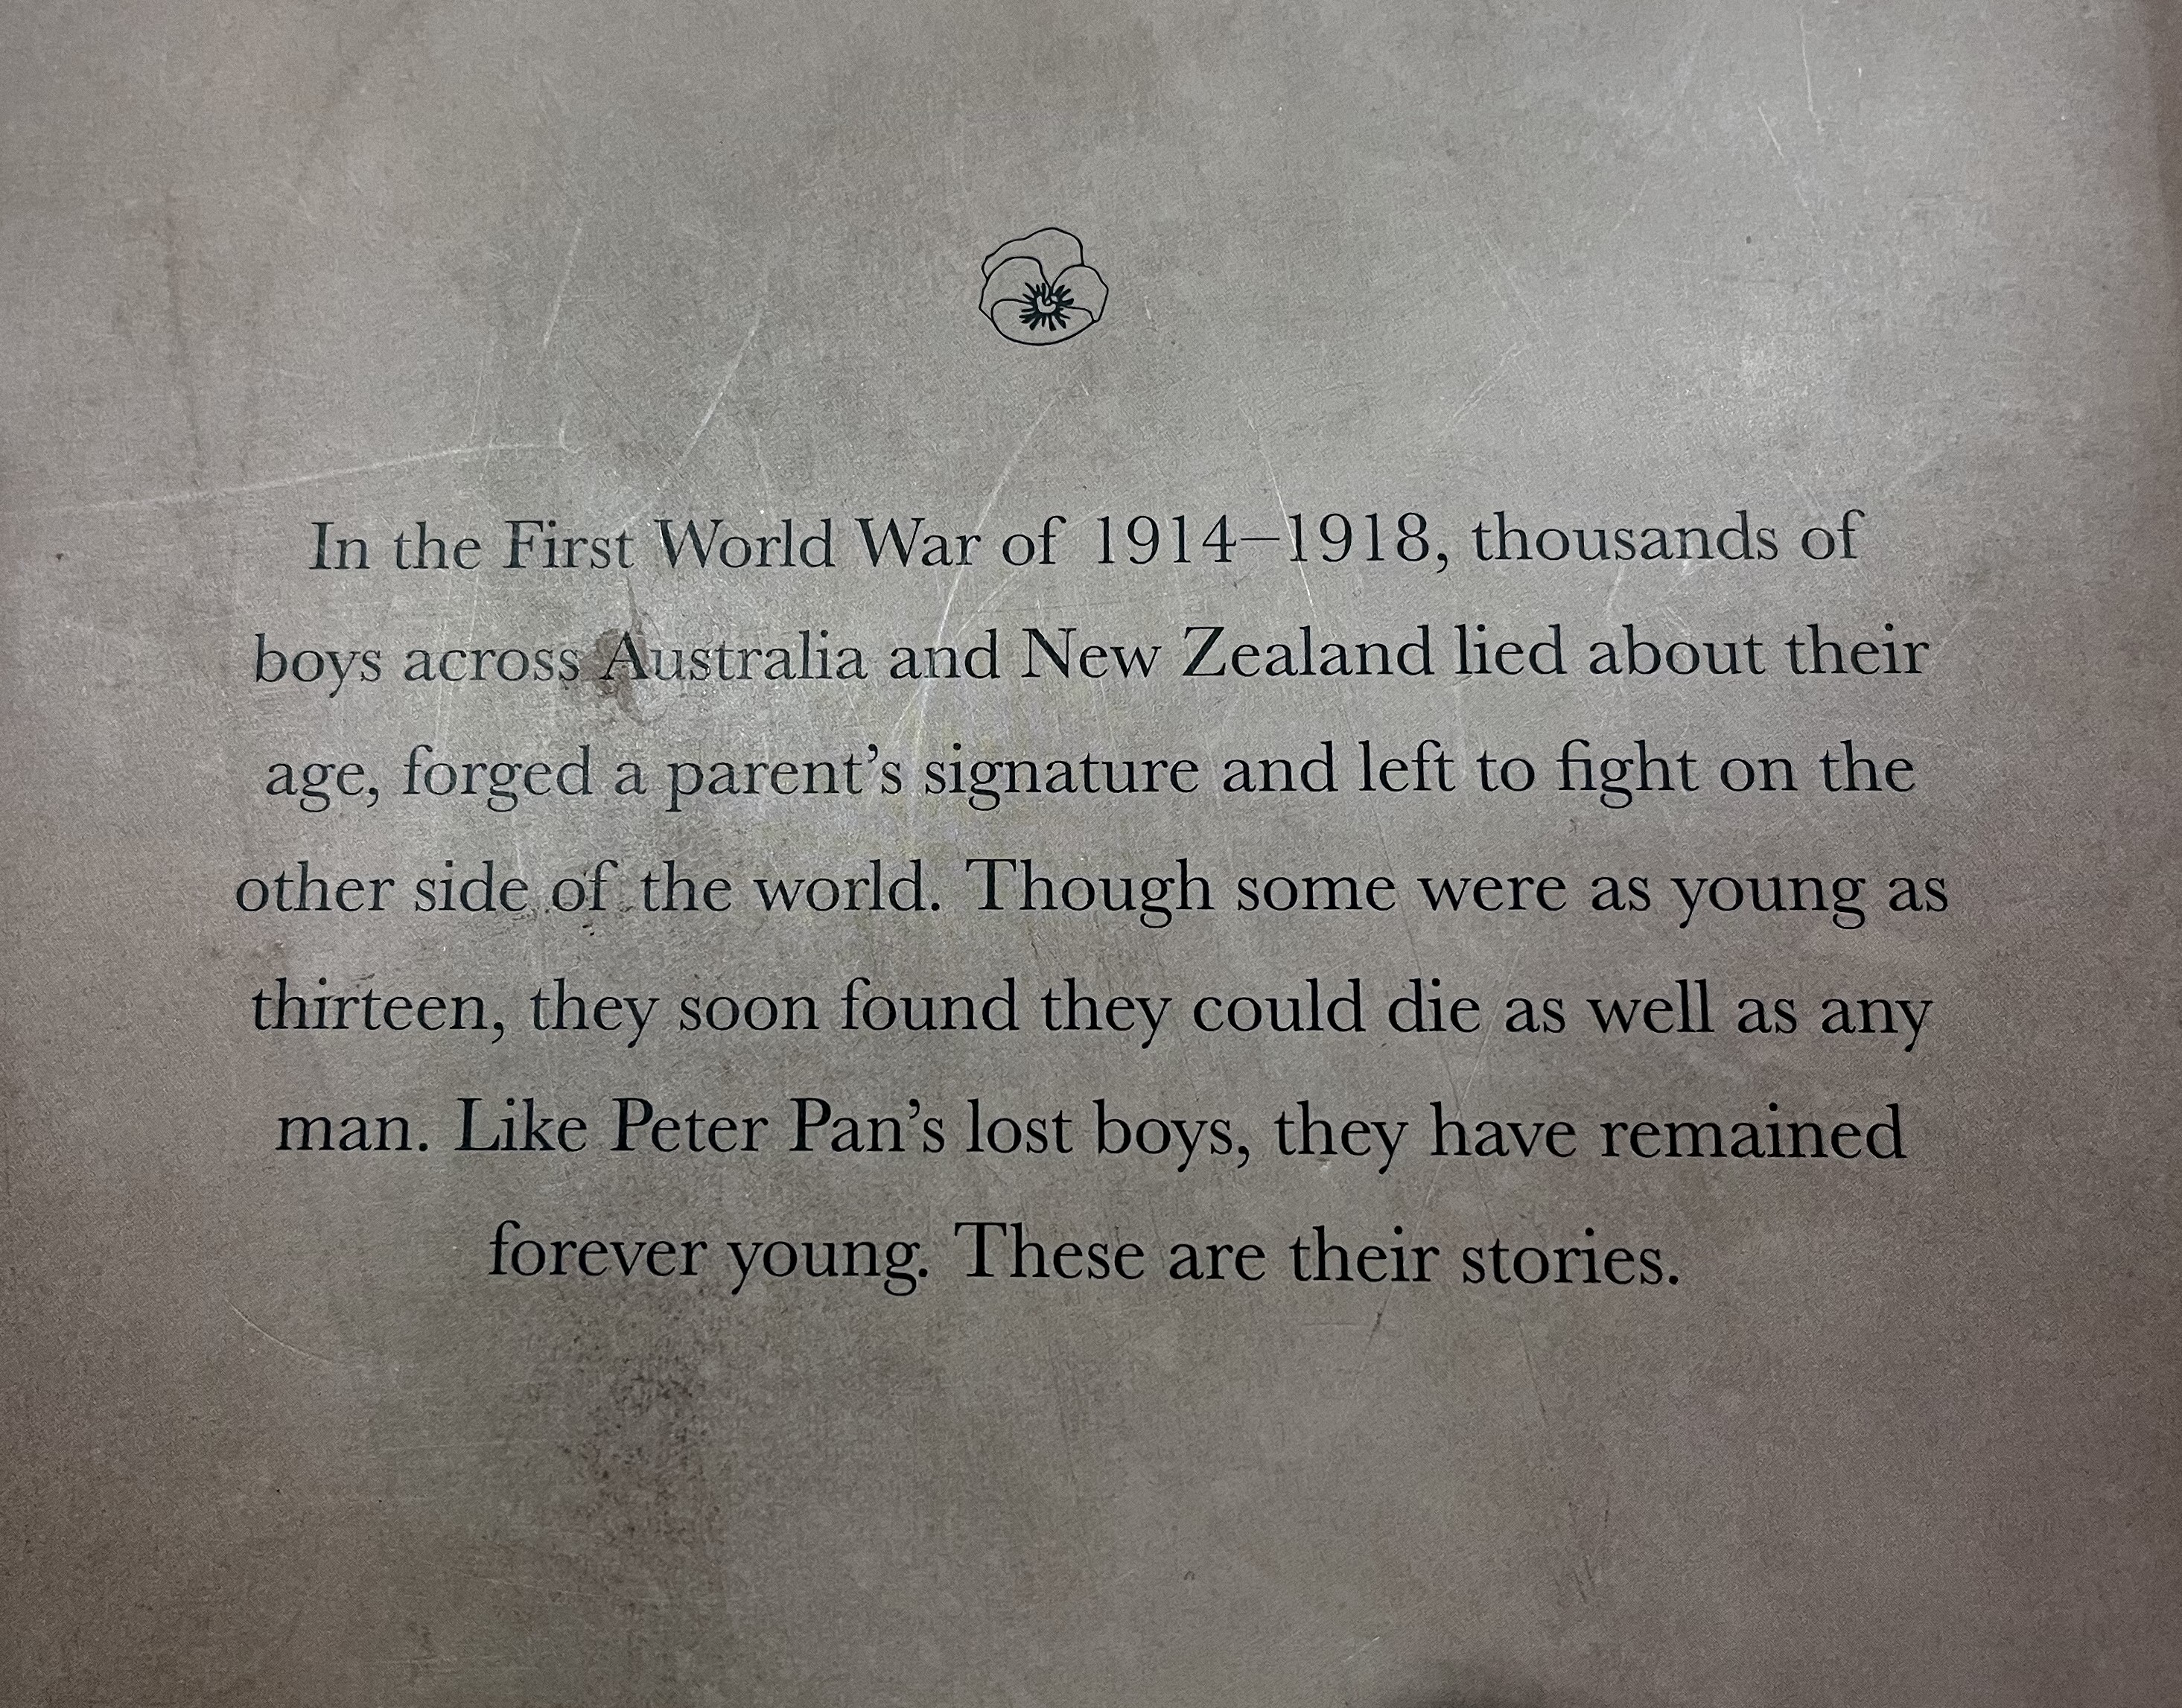 In the First World War of 1914–1918, thousands of
boys across Australia and New Zealand lied about their
age, forged a parent’s signature and left to fight on the
other side of the world. Though some were as young as
thirteen, they soon found they could die as well as any
man. Like Peter Pan’s lost boys, they have remained
forever young. These are their stories.